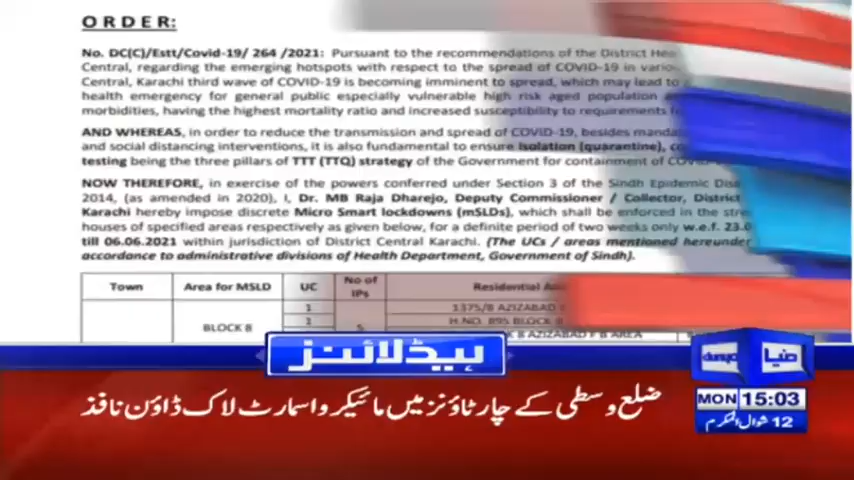 ORDER:
No. DC(C)/Estt/Covid-19/ 264 /2021: Pursuant to the recommendations of the District Hea
Central, regarding the emerging hotspots with respect to the spread of COVID-19 in
Central, Karachi third wave of COVID-19 is becoming imminent to spread, which may lead to
health emergency for general public especially vulnerable high risk aged population
morbidities, having the highest mortality ratio and increased susceptibility to requirements
AND WHEREAS, in order to reduce the transmission and spread of COVID-19, besides
and social distancing interventions, it is also fundamental to ensure isolation (quarantine),
testing being the three pillars of TTT (TTQ) strategy of the Government for containment of
NOW THEREFORE, in exercise of the powers conferred under Section 3 of the Sindh Epidemic
2014, (as amended in 2020), I, Dr. MB Raja Dharejo, Deputy Commissioner / Collector, District
Karachi hereby impose discrete Micro Smart lockdowns (mSLDs), which shall be enforced in the
houses of specified areas respectively as given below, for a definite period of two weeks only w.e.f. 23.0
till 06.06.2021 within jurisdiction of District Central Karachi. (The UCs / areas mentioned hereunder
accordance to administrative divisions of Health Department, Government of Sindh).
Town Area for MSLD UC No of IPs Residential
1 1375/8 AZIZABAD
BLOCK 8 1 5 H.NO. 895 BLOCK 8
AZIZABAD F B AREA
ہیڈلائنز
دنیا
MON 15:03
12 شوال المکرم
ضلع وسطی کے چار ٹاؤنز میں مائیکرو اسمارٹ لاک ڈاؤن نافذ